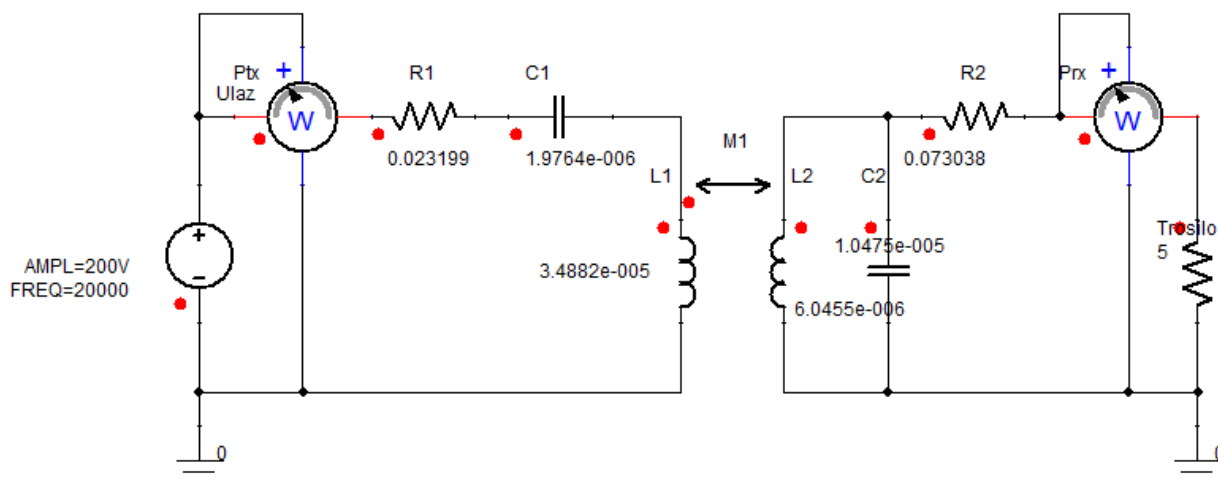 Ptx
Ulaz
+
W
R1
0.023199
C1
1.9764e-006
M1
L1
3.4882e-005
L2
6.0455e-006
C2
1.0475e-005
R2
0.073038
Prx
+
W
Trosilo
5
+
AMPL=200V
FREQ=20000
0
0